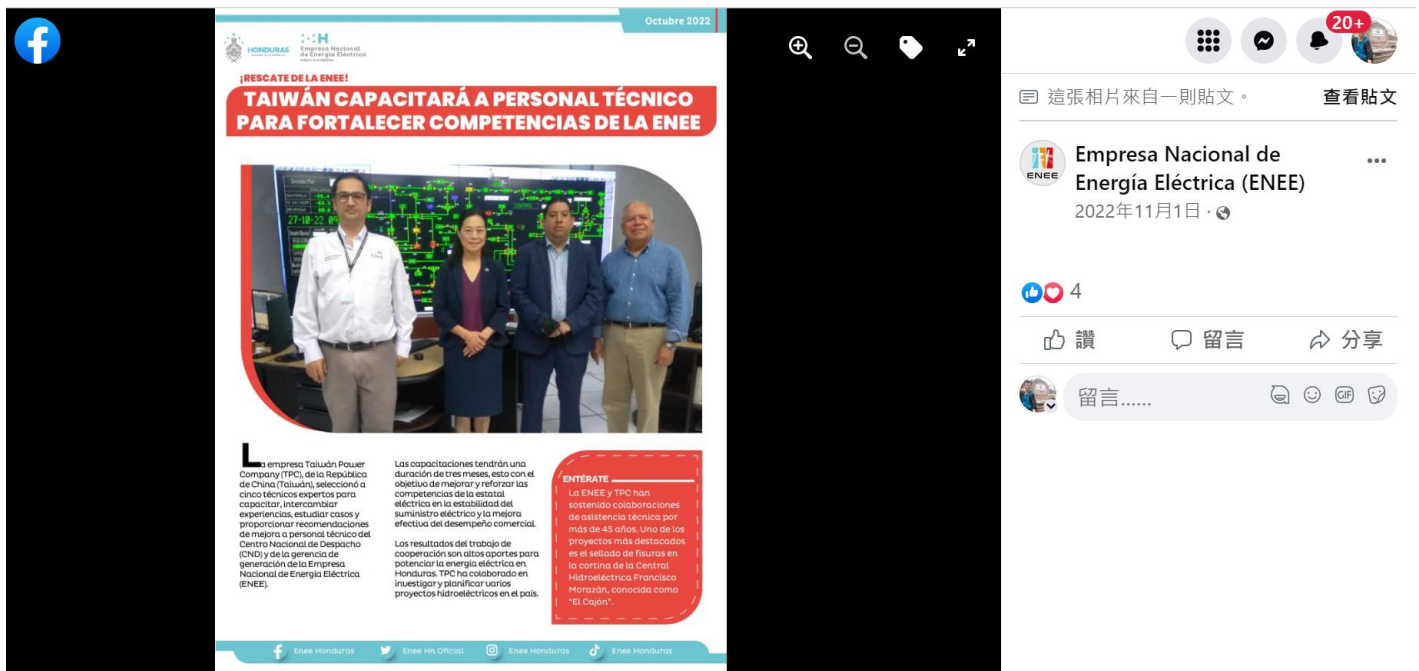 Octubre 2022
HONDURAS
Empresa Nacional
de Energía Eléctrica
¡RESCATE DE LA ENEE!
TAIWÁN CAPACITARÁ A PERSONAL TÉCNICO
PARA FORTALECER COMPETENCIAS DE LA ENEE
27-10-22
La empresa Taiwán Power
Company (TPC), de la República
de China (Taiwán), seleccionó a
cinco técnicos expertos para
capacitar, intercambiar
experiencias, estudiar casos y
proporcionar recomendaciones
de mejora a personal técnico del
Centro Nacional de Despacho
(CND) y de la gerencia de
generación de la Empresa
Nacional de Energía Eléctrica
(ENEE).
Las capacitaciones tendrán una
duración de tres meses, esto con el
objetivo de mejorar y reforzar las
competencias de la estatal
eléctrica en la estabilidad del
suministro eléctrico y la mejora
efectiva del desempeño comercial.
Los resultados del trabajo de
cooperación son altos aportes para
potenciar la energía eléctrica en
Honduras. TPC ha colaborado en
investigar y planificar varios
proyectos hidroeléctricos en el país.
ENTÉRATE
La ENEE y TPC han
sostenido colaboraciones
de asistencia técnica por
más de 45 años. Uno de los
proyectos más destacados
es el sellado de fisuras en
la cortina de la Central
Hidroeléctrica Francisco
Morazán, conocida como
"El Cajón".
Enee Honduras
Enee Hn Oficial
Enee Honduras
Enee Honduras
20+
這張相片來自一則貼文。 查看貼文
ENEE
Empresa Nacional de
Energía Eléctrica (ENEE)
2022年11月1日
4
讚 留言 分享
留言...... GIF